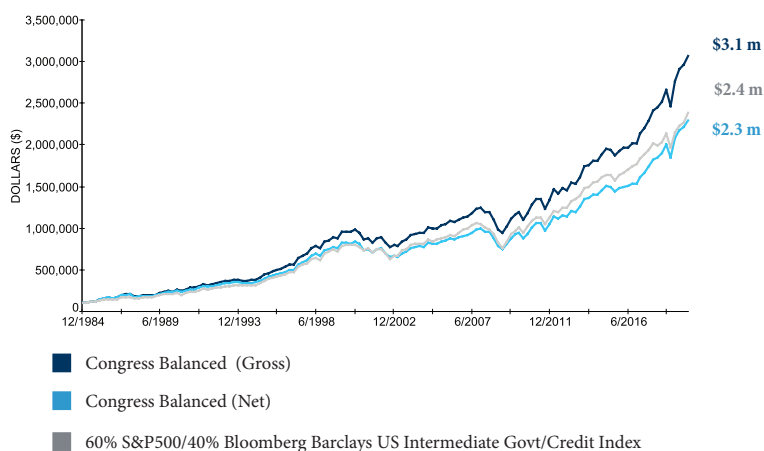 3,500,000
$3.1 m
3,000,000
$2.4 m
2,500,000
$2.3 m
2,000,000
DOLLARS ($)
1,500,000
1,000,000
500,000
0
12/1984 6/1989 12/1993 6/1998 12/2002 6/2007 12/2011 6/2016
Congress Balanced (Gross)
Congress Balanced (Net)
60% S&P500/40% Bloomberg Barclays US Intermediate Govt/Credit Index